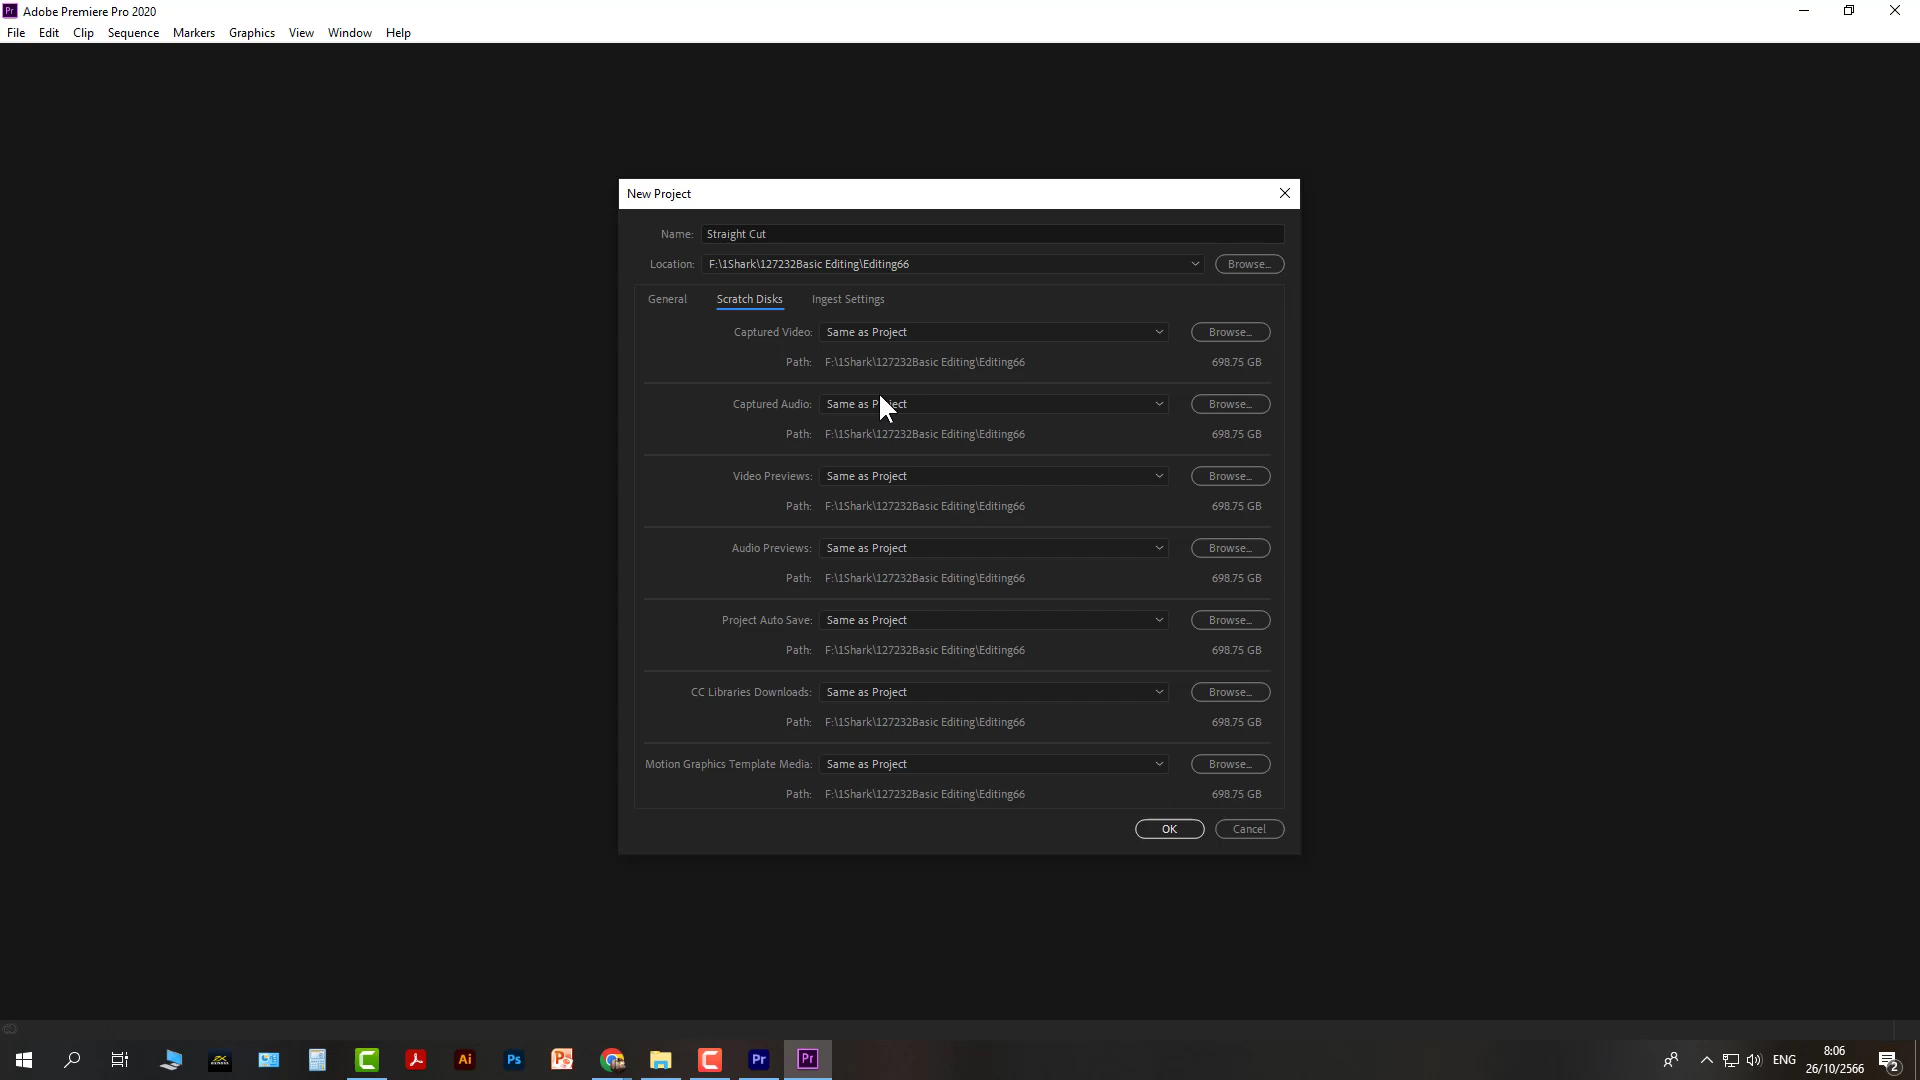 Pr Adobe Premiere Pro 2020
File Edit Clip Sequence Markers Graphics View Window Help
New Project
Name: Straight Cut
Location: F:\1Shark\127232Basic Editing\Editing66 Browse...
General Scratch Disks Ingest Settings
Captured Video: Same as Project Browse...
Path: F:\1Shark\127232Basic Editing\Editing66 698.75 GB
Captured Audio: Same as Project Browse...
Path: F:\1Shark\127232Basic Editing\Editing66 698.75 GB
Video Previews: Same as Project Browse...
Path: F:\1Shark\127232Basic Editing\Editing66 698.75 GB
Audio Previews: Same as Project Browse...
Path: F:\1Shark\127232Basic Editing\Editing66 698.75 GB
Project Auto Save: Same as Project Browse...
Path: F:\1Shark\127232Basic Editing\Editing66 698.75 GB
CC Libraries Downloads: Same as Project Browse...
Path: F:\1Shark\127232Basic Editing\Editing66 698.75 GB
Motion Graphics Template Media: Same as Project Browse...
Path: F:\1Shark\127232Basic Editing\Editing66 698.75 GB
OK Cancel
Ai Ps Pr Pr ENG 8:06
26/10/2566 2